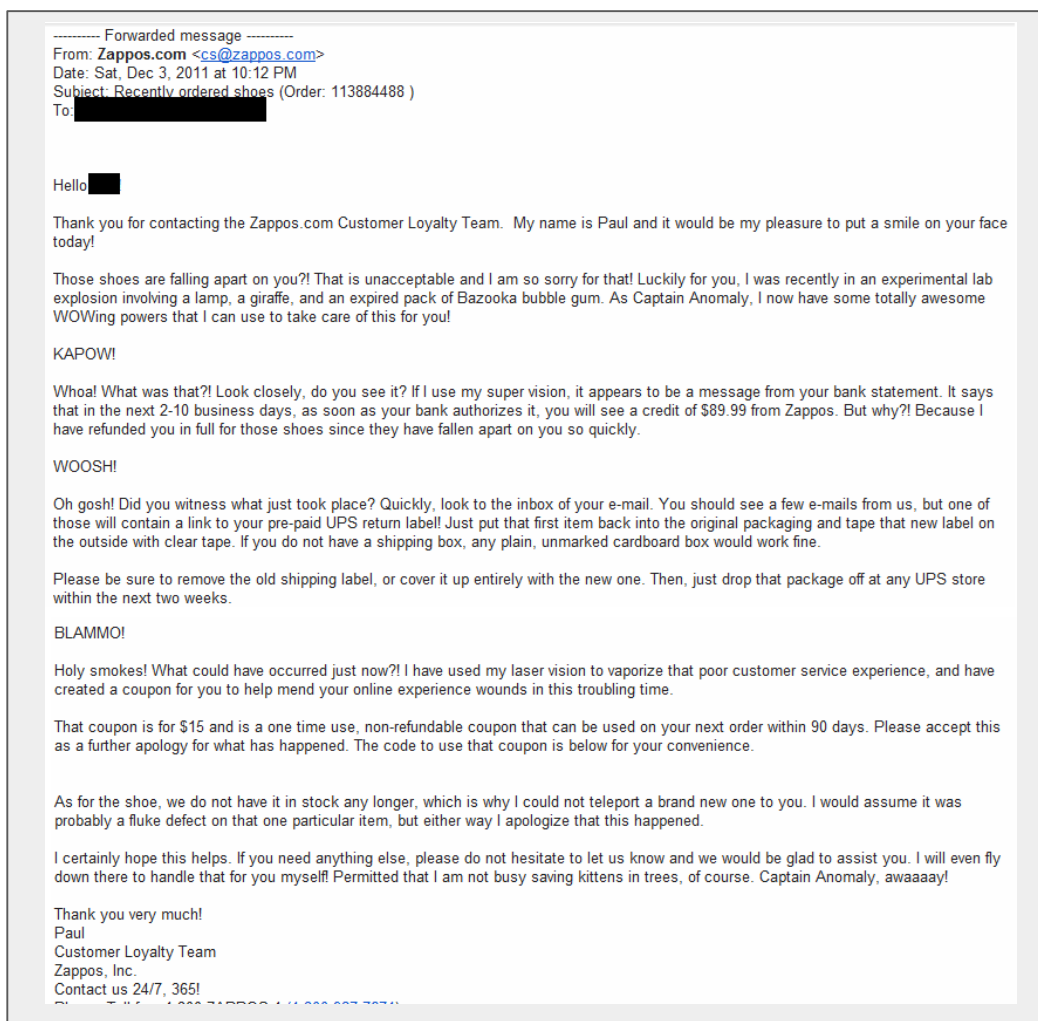 ---------- Forwarded message ----------
From: Zappos.com <cs@zappos.com>
Date: Sat, Dec 3, 2011 at 10:12 PM
Subject: Recently ordered shoes (Order: 113884488 )
To:
Hello
Thank you for contacting the Zappos.com Customer Loyalty Team.  My name is Paul and it would be my pleasure to put a smile on your face
today!
Those shoes are falling apart on you?! That is unacceptable and I am so sorry for that! Luckily for you, I was recently in an experimental lab
explosion involving a lamp, a giraffe, and an expired pack of Bazooka bubble gum. As Captain Anomaly, I now have some totally awesome
WOWing powers that I can use to take care of this for you!
KAPOW!
Whoa! What was that?! Look closely, do you see it? If I use my super vision, it appears to be a message from your bank statement. It says
that in the next 2-10 business days, as soon as your bank authorizes it, you will see a credit of $89.99 from Zappos. But why?! Because I
have refunded you in full for those shoes since they have fallen apart on you so quickly.
WOOSH!
Oh gosh! Did you witness what just took place? Quickly, look to the inbox of your e-mail. You should see a few e-mails from us, but one of
those will contain a link to your pre-paid UPS return label! Just put that first item back into the original packaging and tape that new label on
the outside with clear tape. If you do not have a shipping box, any plain, unmarked cardboard box would work fine.
Please be sure to remove the old shipping label, or cover it up entirely with the new one. Then, just drop that package off at any UPS store
within the next two weeks.
BLAMMO!
Holy smokes! What could have occurred just now?! I have used my laser vision to vaporize that poor customer service experience, and have
created a coupon for you to help mend your online experience wounds in this troubling time.
That coupon is for $15 and is a one time use, non-refundable coupon that can be used on your next order within 90 days. Please accept this
as a further apology for what has happened. The code to use that coupon is below for your convenience.
As for the shoe, we do not have it in stock any longer, which is why I could not teleport a brand new one to you. I would assume it was
probably a fluke defect on that one particular item, but either way I apologize that this happened.
I certainly hope this helps. If you need anything else, please do not hesitate to let us know and we would be glad to assist you. I will even fly
down there to handle that for you myself! Permitted that I am not busy saving kittens in trees, of course. Captain Anomaly, awaaaay!
Thank you very much!
Paul
Customer Loyalty Team
Zappos, Inc.
Contact us 24/7, 365!